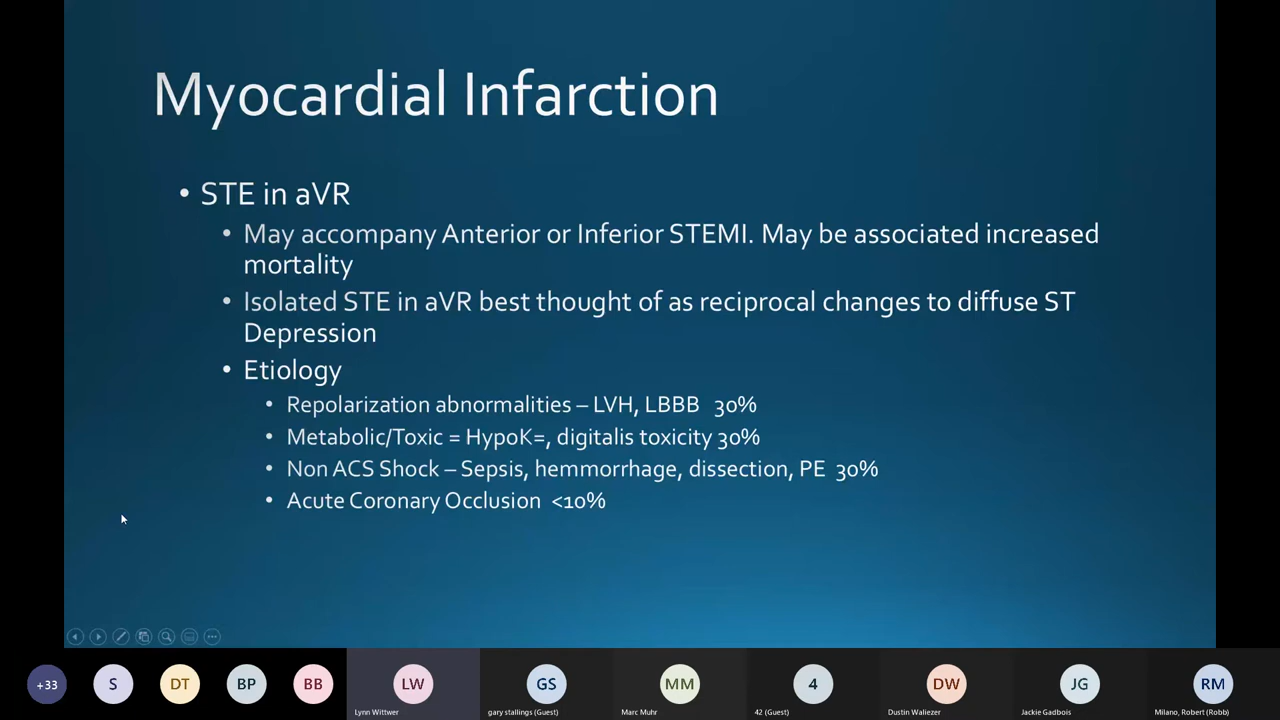 Myocardial Infarction
• STE in aVR
• May accompany Anterior or Inferior STEMI. May be associated increased
mortality
• Isolated STE in aVR best thought of as reciprocal changes to diffuse ST
Depression
• Etiology
• Repolarization abnormalities – LVH, LBBB 30%
• Metabolic/Toxic = HypoK=, digitalis toxicity 30%
• Non ACS Shock – Sepsis, hemmorrhage, dissection, PE 30%
• Acute Coronary Occlusion <10%
+33 S DT BP BB LW GS MM 4 DW JG RM
Lynn Wittwer gary stallings (Guest) Marc Muhr 42 (Guest) Dustin Waliezer Jackie Gadbois Milano, Robert (Robb)